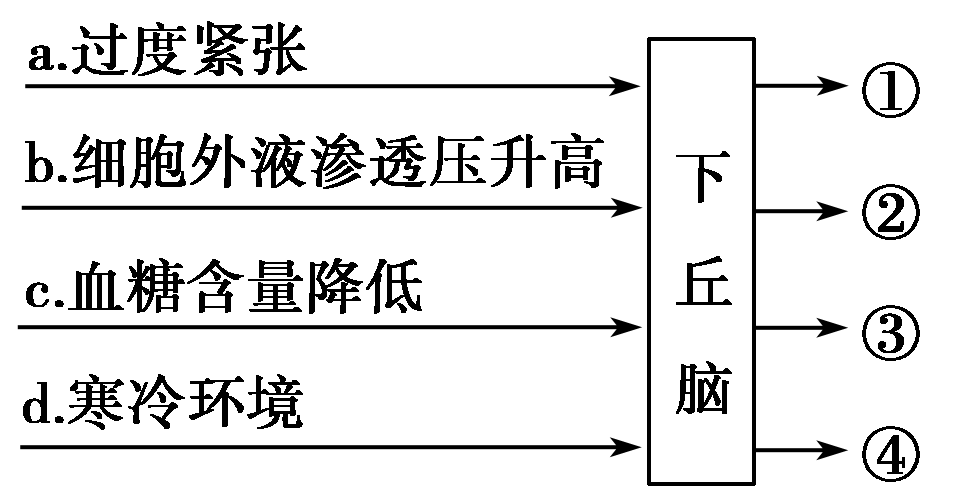 a.过度紧张
b.细胞外液渗透压升高
c.血糖含量降低
d.寒冷环境
下丘脑
①
②
③
④